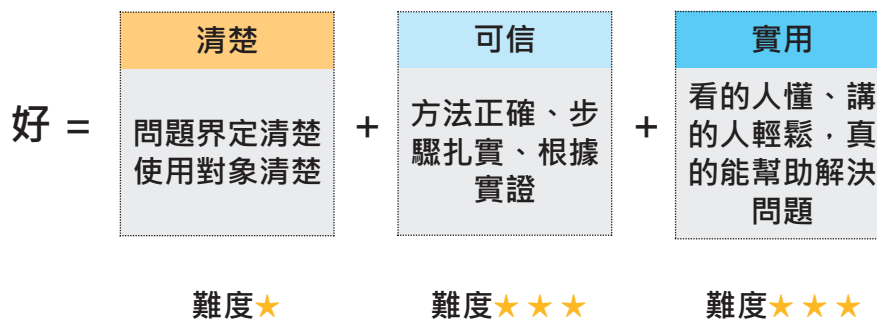 清楚
可信
實用
好 =
問題界定清楚
使用對象清楚
+
方法正確、步
驟扎實、根據
實證
+
看的人懂、講
的人輕鬆，真
的能幫助解決
問題
難度★
難度★★★
難度★★★